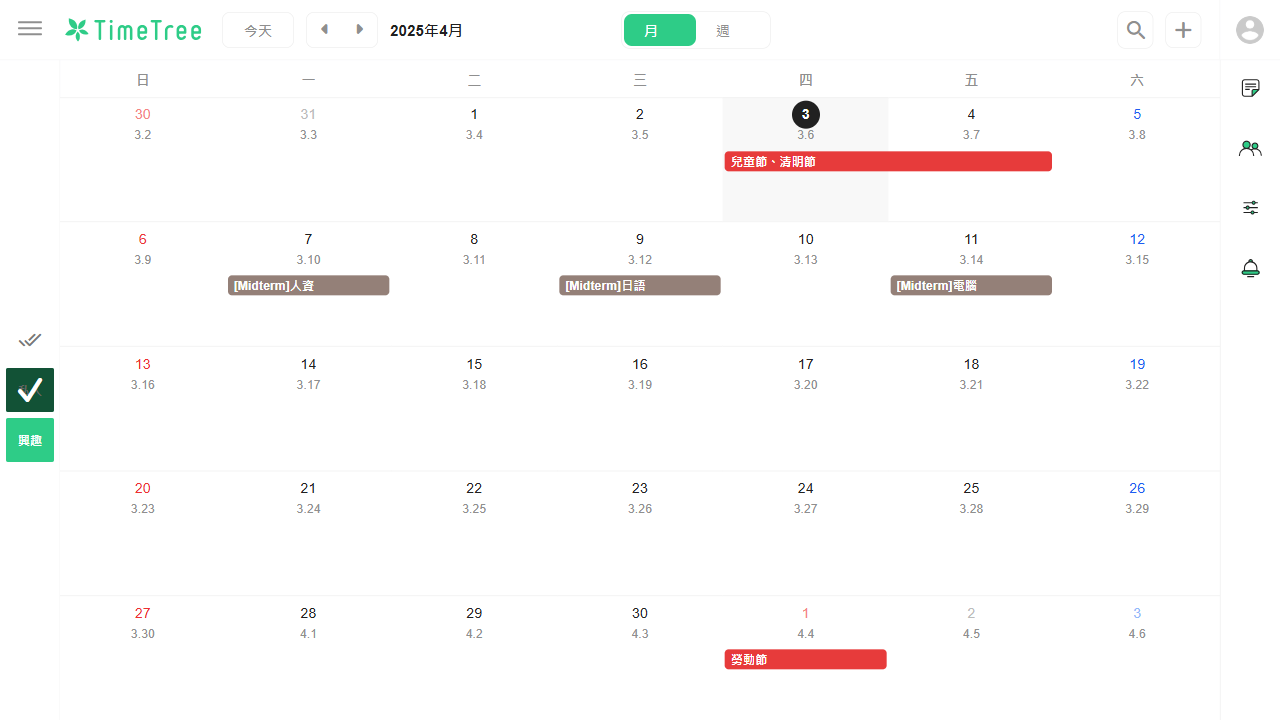 TimeTree
今天
2025年4月
月
週
日 一 二 三 四 五 六
30 31 1 2 3 4 5
3.2 3.3 3.4 3.5 3.6 3.7 3.8
兒童節、清明節
6 7 8 9 10 11 12
3.9 3.10 3.11 3.12 3.13 3.14 3.15
[Midterm]人資 [Midterm]日語 [Midterm]電腦
13 14 15 16 17 18 19
3.16 3.17 3.18 3.19 3.20 3.21 3.22
興趣
20 21 22 23 24 25 26
3.23 3.24 3.25 3.26 3.27 3.28 3.29
27 28 29 30 1 2 3
3.30 4.1 4.2 4.3 4.4 4.5 4.6
勞動節